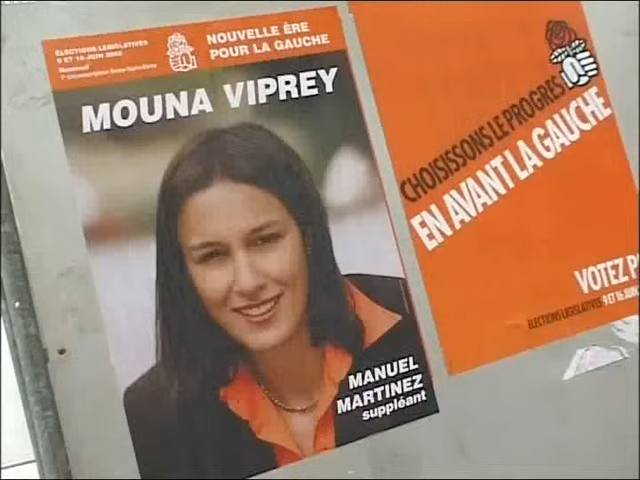 ELECTIONS LEGISLATIVES
9 ET 16 JUIN 2002
Montreuil
NOUVELLE ÈRE
POUR LA GAUCHE
MOUNA VIPREY
MANUEL
MARTINEZ
suppléant
CHOISISSONS LE PROGRÈS
EN AVANT LA GAUCHE
VOTEZ P
ELECTIONS LEGISLATIVES 9 ET 16 JUIN